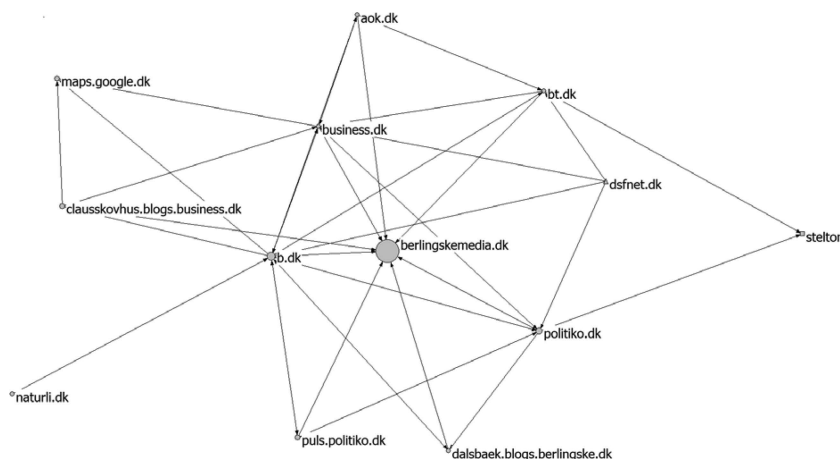 aok.dk
maps.google.dk
bt.dk
business.dk
dsfnet.dk
clausskovhus.blogs.business.dk
stelton
berlingskemedia.dk
b.dk
politiko.dk
naturli.dk
puls.politiko.dk
dalsbaek.blogs.berlingske.dk